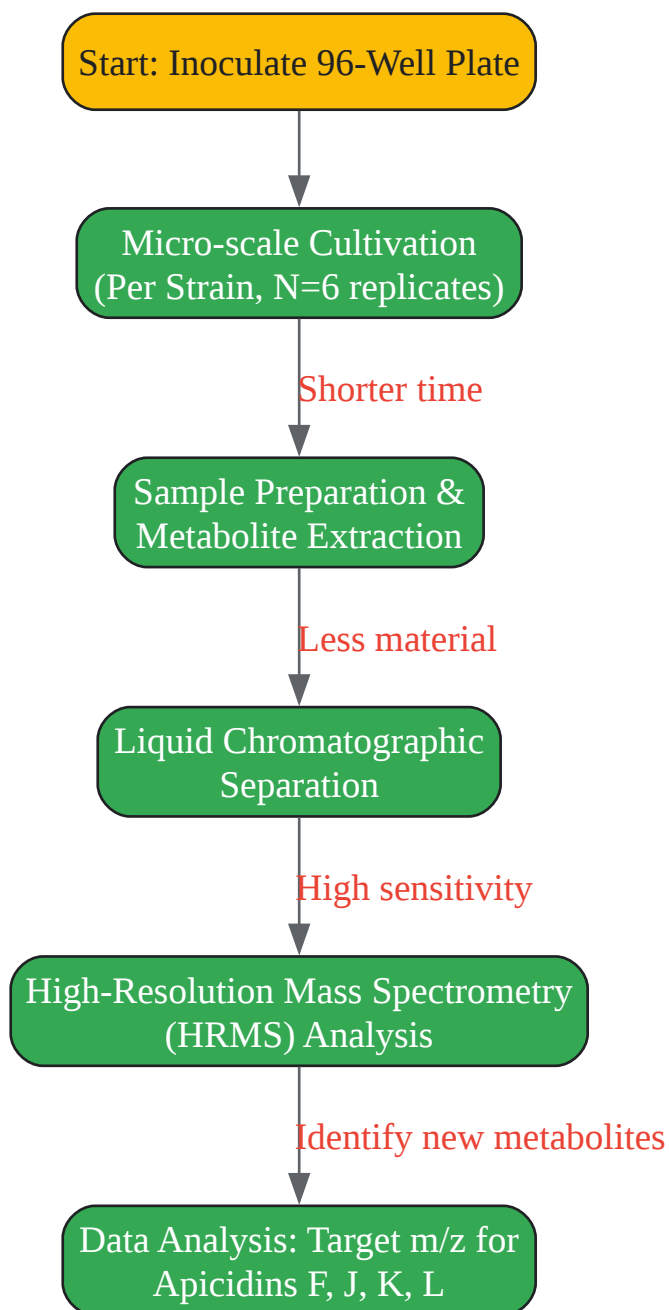 Start: Inoculate 96-Well Plate
Micro-scale Cultivation
(Per Strain, N=6 replicates)
Shorter time
Sample Preparation &
Metabolite Extraction
Less material
Liquid Chromatographic
Separation
High sensitivity
High-Resolution Mass Spectrometry
(HRMS) Analysis
Identify new metabolites
Data Analysis: Target m/z for
Apicidins F, J, K, L